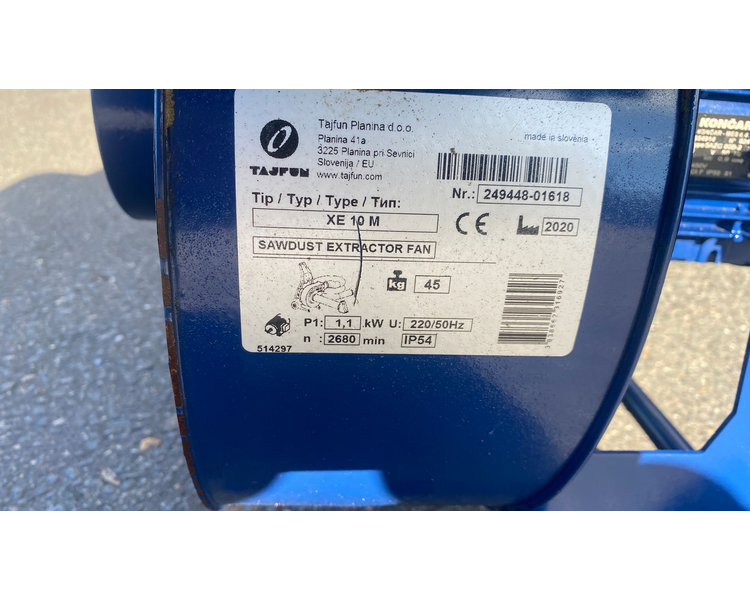 TAJFUN
Tajfun Planina d.o.o.
Planina 41a
3225 Planina pri Sevnici
Slovenija / EU
www.tajfun.com
made in slovenia
Nr.: 249448-01618
Tip / Typ / Type / Тип:
XE 10 M
CE 2020
SAWDUST EXTRACTOR FAN
kg 45
P1: 1,1 kW U: 220/50Hz
n : 2680 min IP54
514297
KONČAR